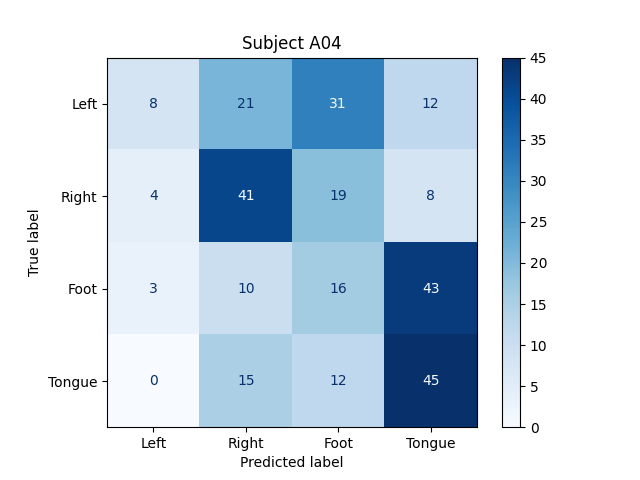 Subject A04
True label
Left 8 21 31 12
Right 4 41 19 8
Foot 3 10 16 43
Tongue 0 15 12 45
Left Right Foot Tongue
Predicted label
45
40
35
30
25
20
15
10
5
0